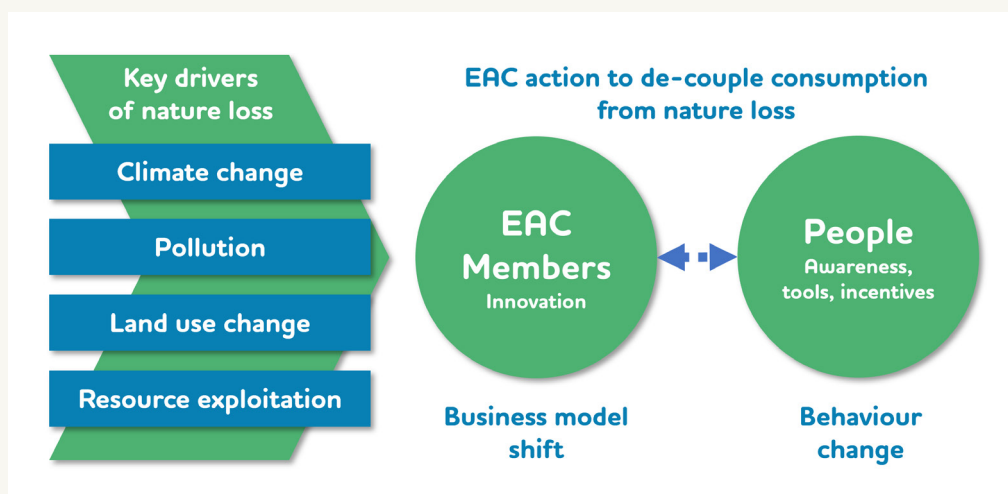 Key drivers
of nature loss
Climate change
Pollution
Land use change
Resource exploitation
EAC action to de-couple consumption
from nature loss
EAC
Members
Innovation
People
Awareness,
tools, incentives
Business model
shift
Behaviour
change